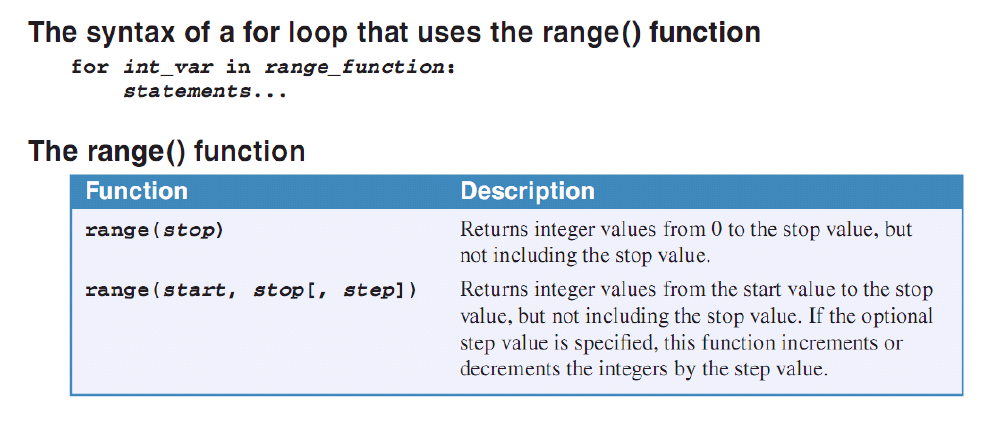 The syntax of a for loop that uses the range() function
for int_var in range_function:
statements...
The range() function
Function Description
range(stop) Returns integer values from 0 to the stop value, but
not including the stop value.
range(start, stop[, step]) Returns integer values from the start value to the stop
value, but not including the stop value. If the optional
step value is specified, this function increments or
decrements the integers by the step value.